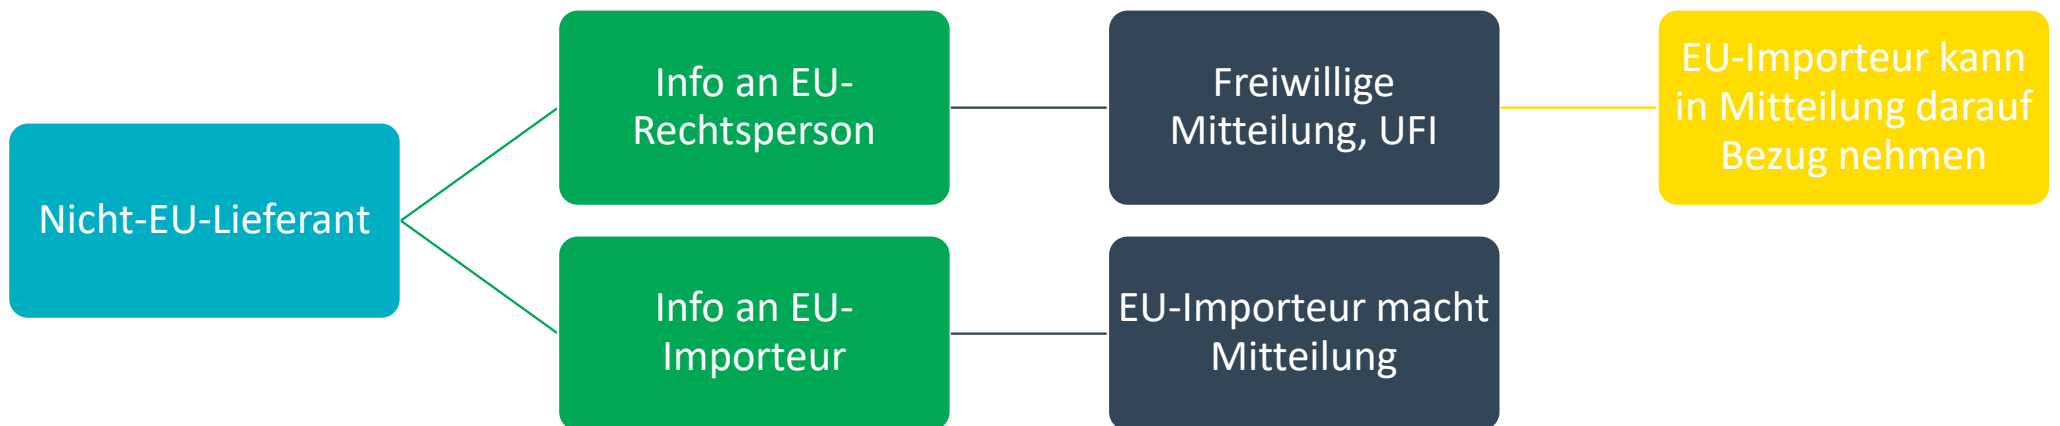 Nicht-EU-Lieferant
Info an EU-
Rechtsperson
Freiwillige
Mitteilung, UFI
EU-Importeur kann
in Mitteilung darauf
Bezug nehmen
Info an EU-
Importeur
EU-Importeur macht
Mitteilung